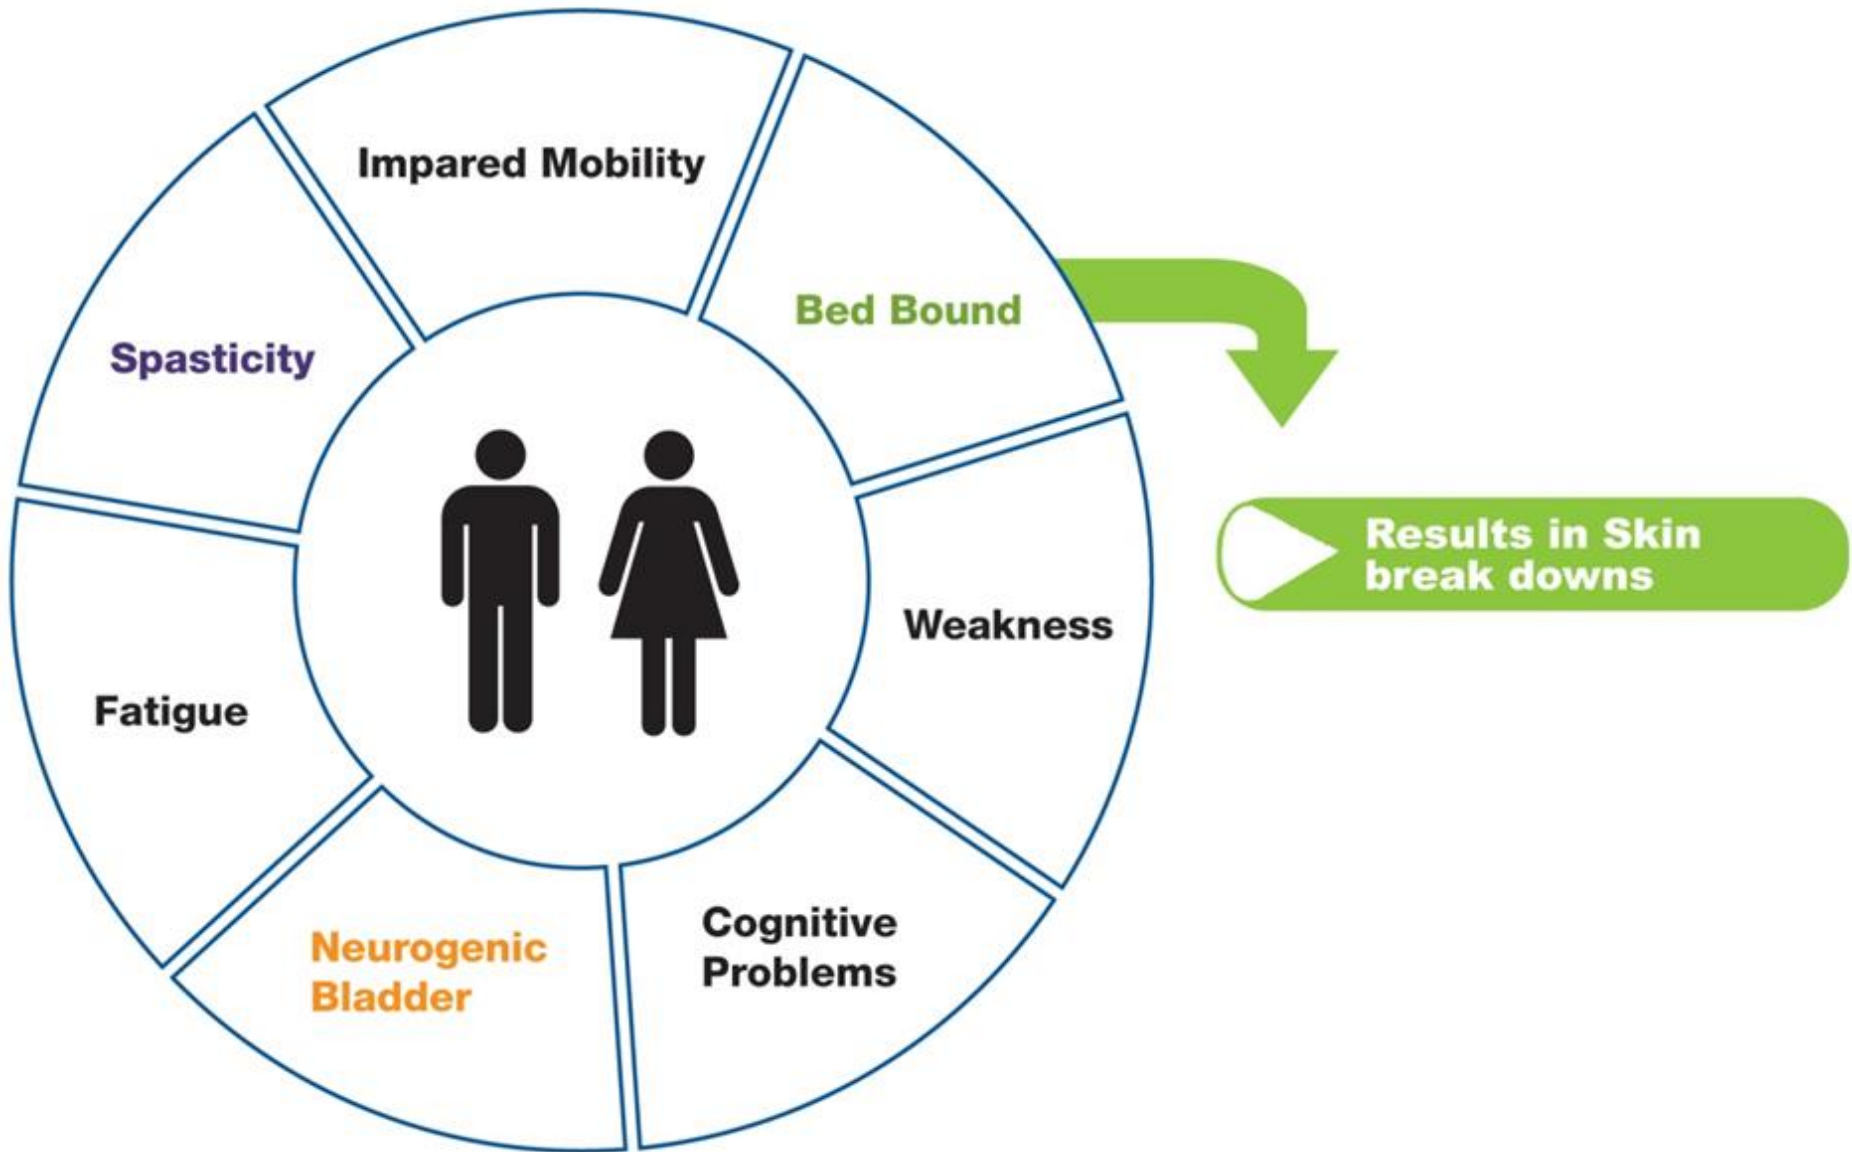 Impared Mobility
Bed Bound
Spasticity
Results in Skin
break downs
Weakness
Fatigue
Cognitive
Problems
Neurogenic
Bladder